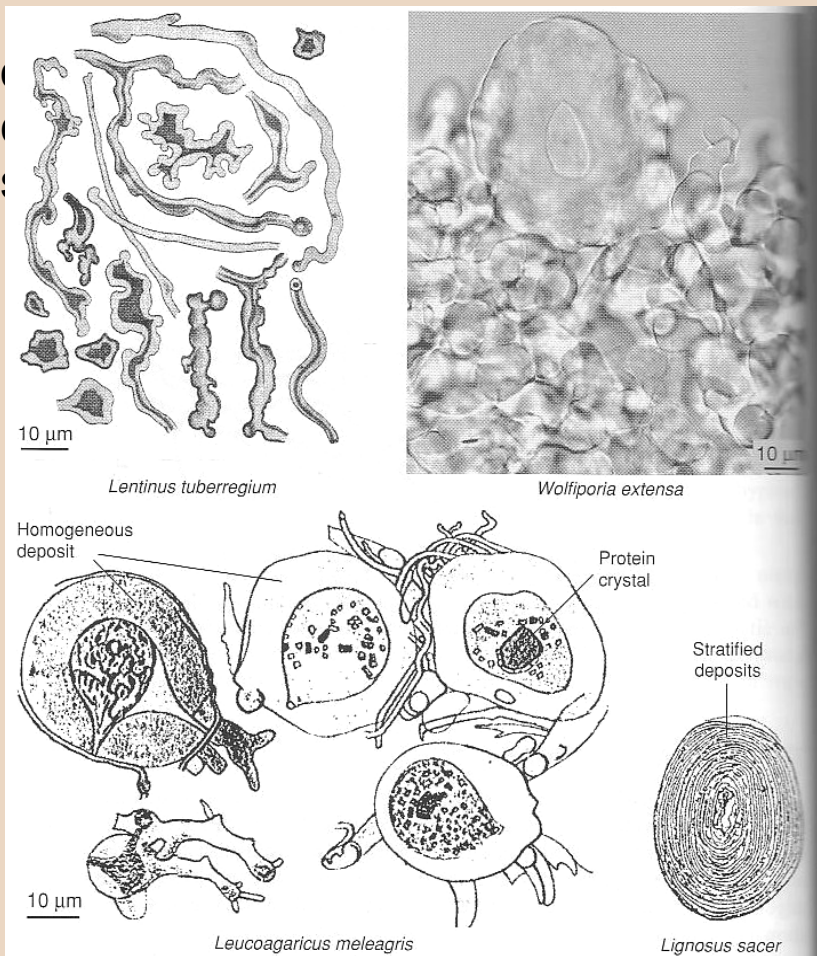 10 µm
10 µm
Lentinus tuberregium
Wolfiporia extensa
Homogeneous
deposit
Protein
crystal
Stratified
deposits
10 µm
Leucoagaricus meleagris
Lignosus sacer